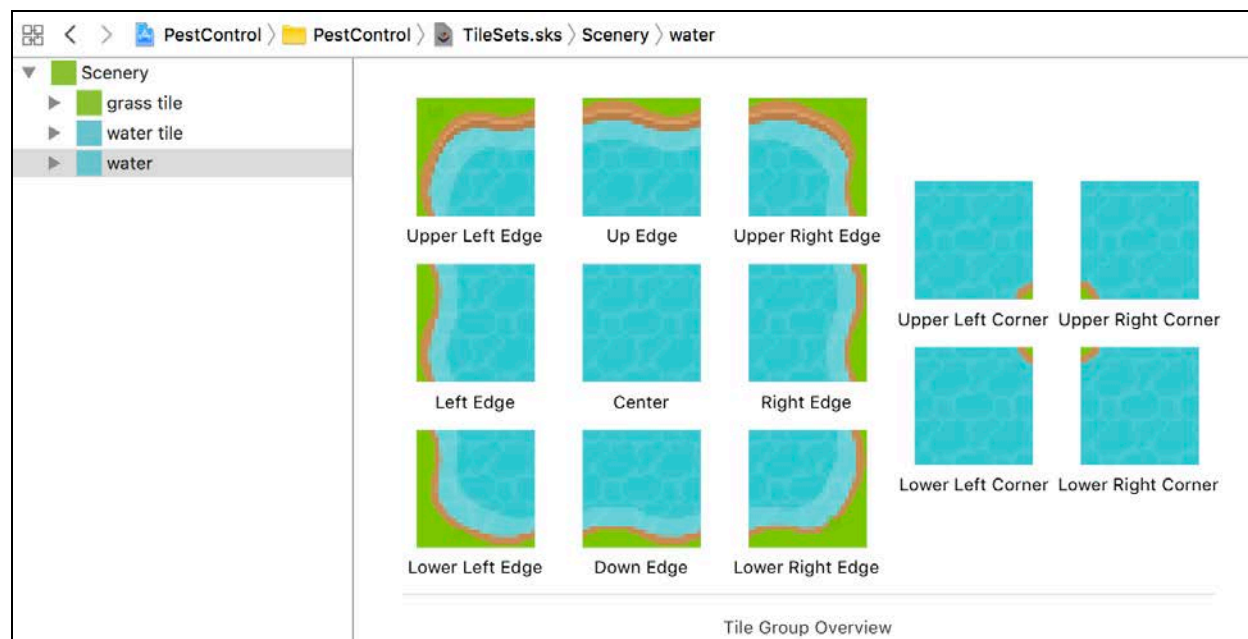 PestControl PestControl TileSets.sks Scenery water
Scenery
grass tile
water tile
water
Upper Left Edge Up Edge Upper Right Edge
Upper Left Corner Upper Right Corner
Left Edge Center Right Edge
Lower Left Corner Lower Right Corner
Lower Left Edge Down Edge Lower Right Edge
Tile Group Overview